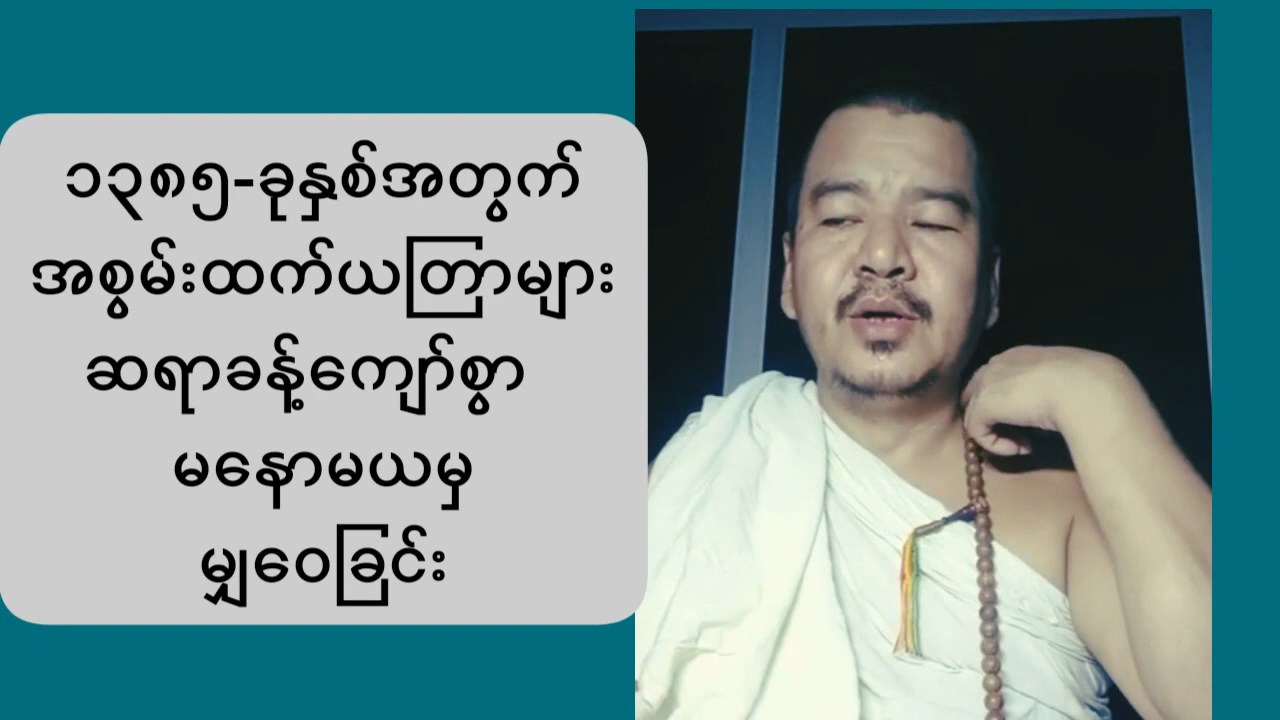 ၁၃၈၅-ခုနှစ်အတွက်
အစွမ်းထက်ယတြာများ
ဆရာခန့်ကျော်စွာ
မနောမယမှ
မျှဝေခြင်း